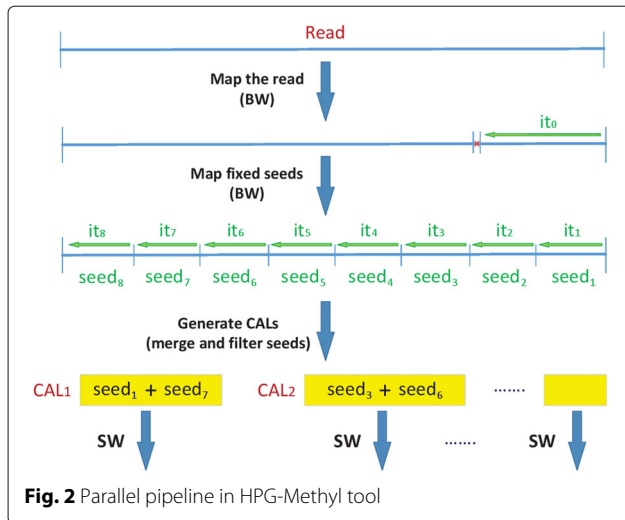 Read
Map the read
(BW)
it₀
Map fixed seeds
(BW)
it₈ it₇ it₆ it₅ it₄ it₃ it₂ it₁
seed₈ seed₇ seed₆ seed₅ seed₄ seed₃ seed₂ seed₁
Generate CALs
(merge and filter seeds)
CAL₁ seed₁ + seed₇ CAL₂ seed₃ + seed₆ .......
SW SW ....... SW
Fig. 2 Parallel pipeline in HPG-Methyl tool